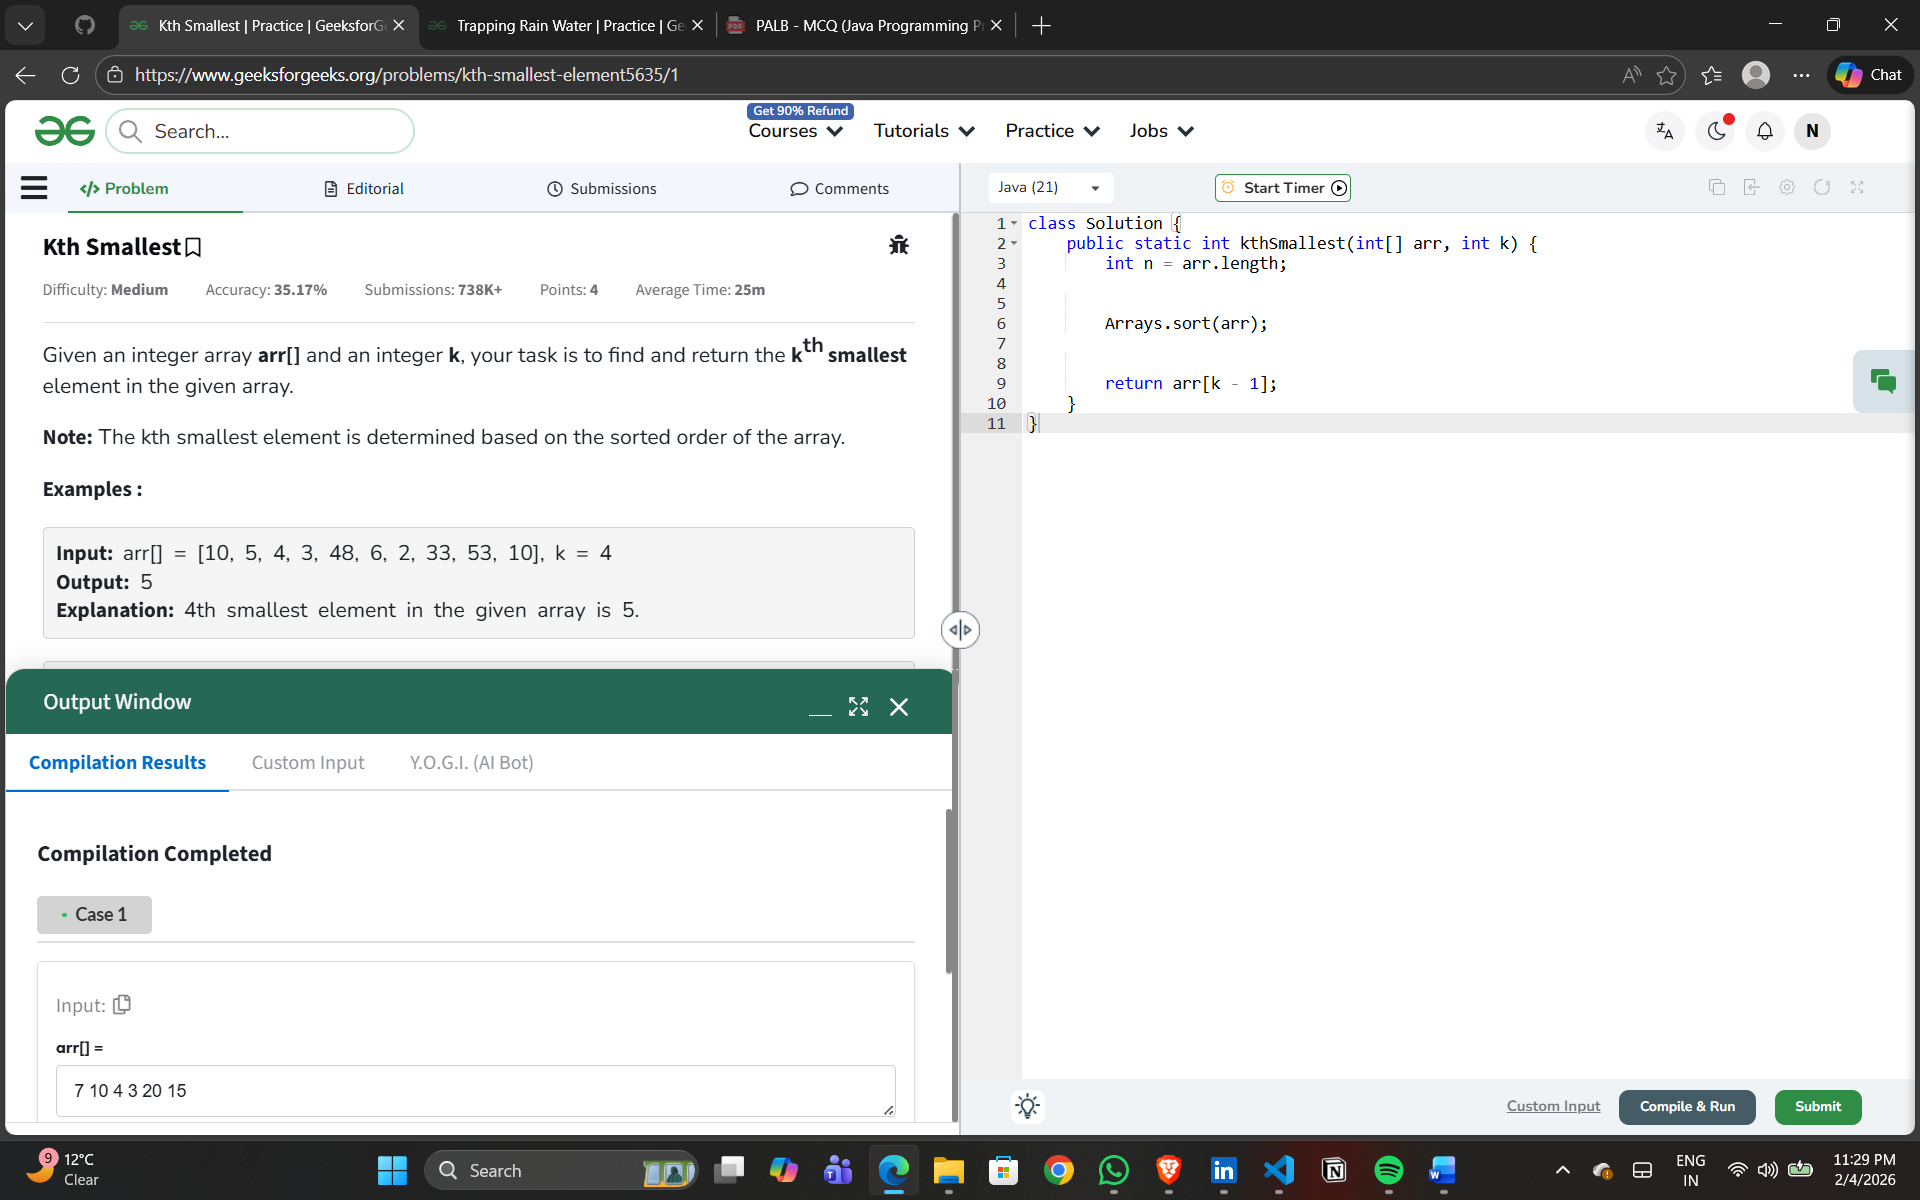 Kth Smallest | Practice | GeeksforG
Trapping Rain Water | Practice | Ge
PALB - MCQ (Java Programming P
https://www.geeksforgeeks.org/problems/kth-smallest-element5635/1
Chat
Search...
Get 90% Refund
Courses
Tutorials
Practice
Jobs
N
</> Problem
Editorial
Submissions
Comments
Java (21)
Start Timer
Kth Smallest
Difficulty: Medium Accuracy: 35.17% Submissions: 738K+ Points: 4 Average Time: 25m
Given an integer array arr[] and an integer k, your task is to find and return the kth smallest
element in the given array.
Note: The kth smallest element is determined based on the sorted order of the array.
Examples :
Input: arr[] = [10, 5, 4, 3, 48, 6, 2, 33, 53, 10], k = 4
Output: 5
Explanation: 4th smallest element in the given array is 5.
Output Window
Compilation Results
Custom Input
Y.O.G.I. (AI Bot)
Compilation Completed
Case 1
Input:
arr[] =
7 10 4 3 20 15
1 class Solution {
2 public static int kthSmallest(int[] arr, int k) {
3 int n = arr.length;
4
5
6 Arrays.sort(arr);
7
8
9 return arr[k - 1];
10 }
11 }
Custom Input
Compile & Run
Submit
9
12°C
Clear
Search
ENG
IN
11:29 PM
2/4/2026